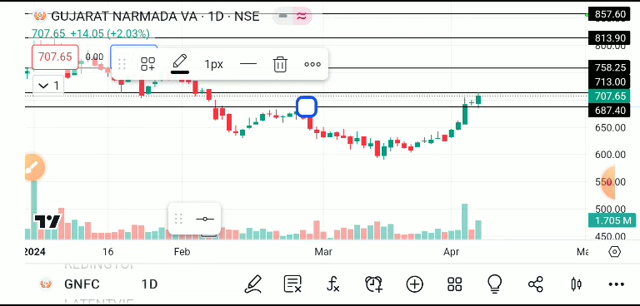 GUJARAT NARMADA VA · 1D · NSE
707.65 +14.05 (+2.03%)
707.65 0.00
1px
1
857.60
813.90
800.00
758.25
713.00
707.65
687.40
650.00
600.00
550.00
500.00
1.705 M
450.00
2024 16 Feb Mar Apr
GNFC 1D